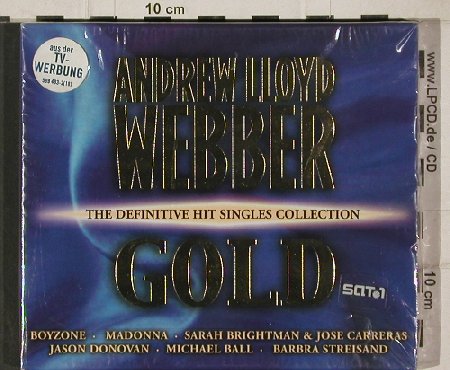 10 cm
aus der
TV-
WERBUNG
ANDREW LLOYD
WEBBER
THE DEFINITIVE HIT SINGLES COLLECTION
GOLD
SAT.1
BOYZONE · MADONNA · SARAH BRIGHTMAN & JOSE CARRERAS
JASON DONOVAN · MICHAEL BALL · BARBRA STREISAND
www.LPCD.de / CD
10 cm